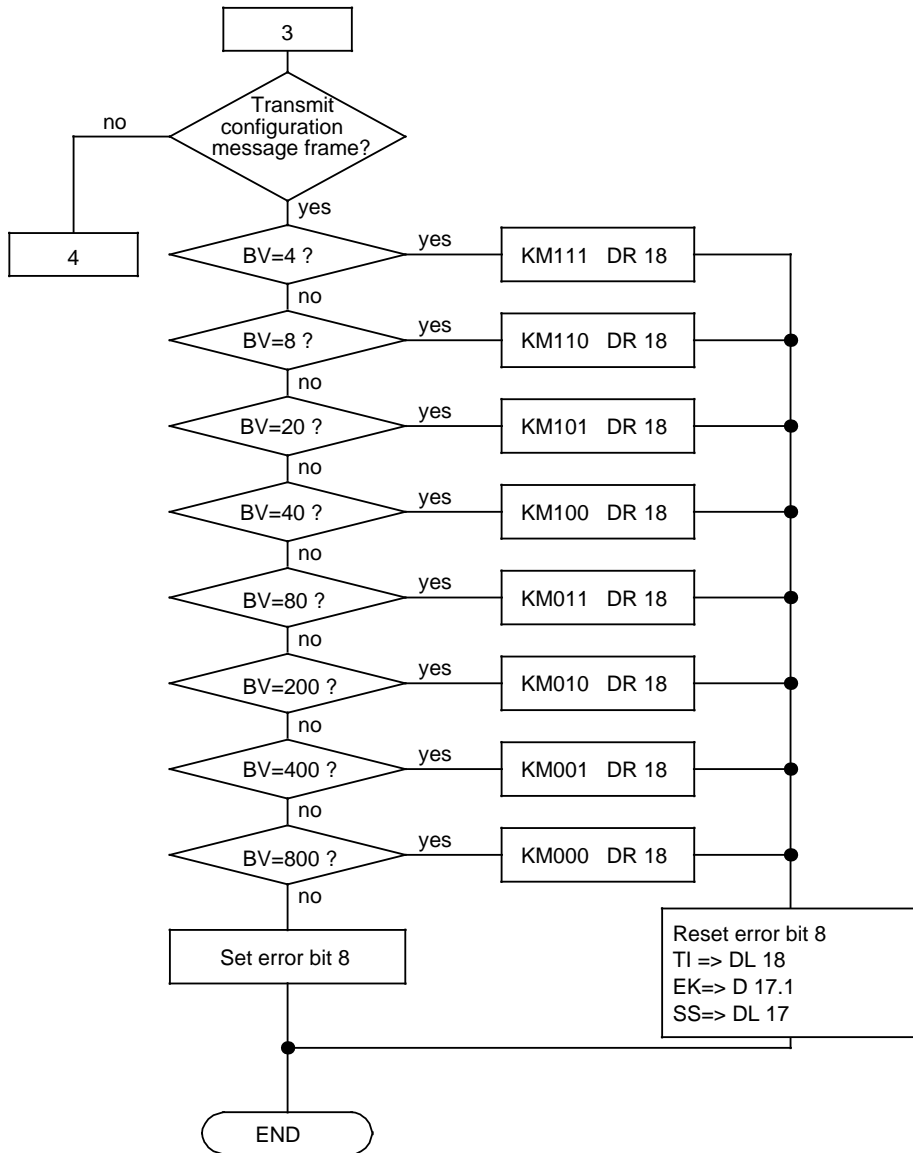 3
Transmit
configuration
message frame?
no
yes
4
BV=4 ?
yes
KM111 DR 18
no
BV=8 ?
yes
KM110 DR 18
no
BV=20 ?
yes
KM101 DR 18
no
BV=40 ?
yes
KM100 DR 18
no
BV=80 ?
yes
KM011 DR 18
no
BV=200 ?
yes
KM010 DR 18
no
BV=400 ?
yes
KM001 DR 18
no
BV=800 ?
yes
KM000 DR 18
no
Set error bit 8
Reset error bit 8
TI => DL 18
EK=> D 17.1
SS=> DL 17
END